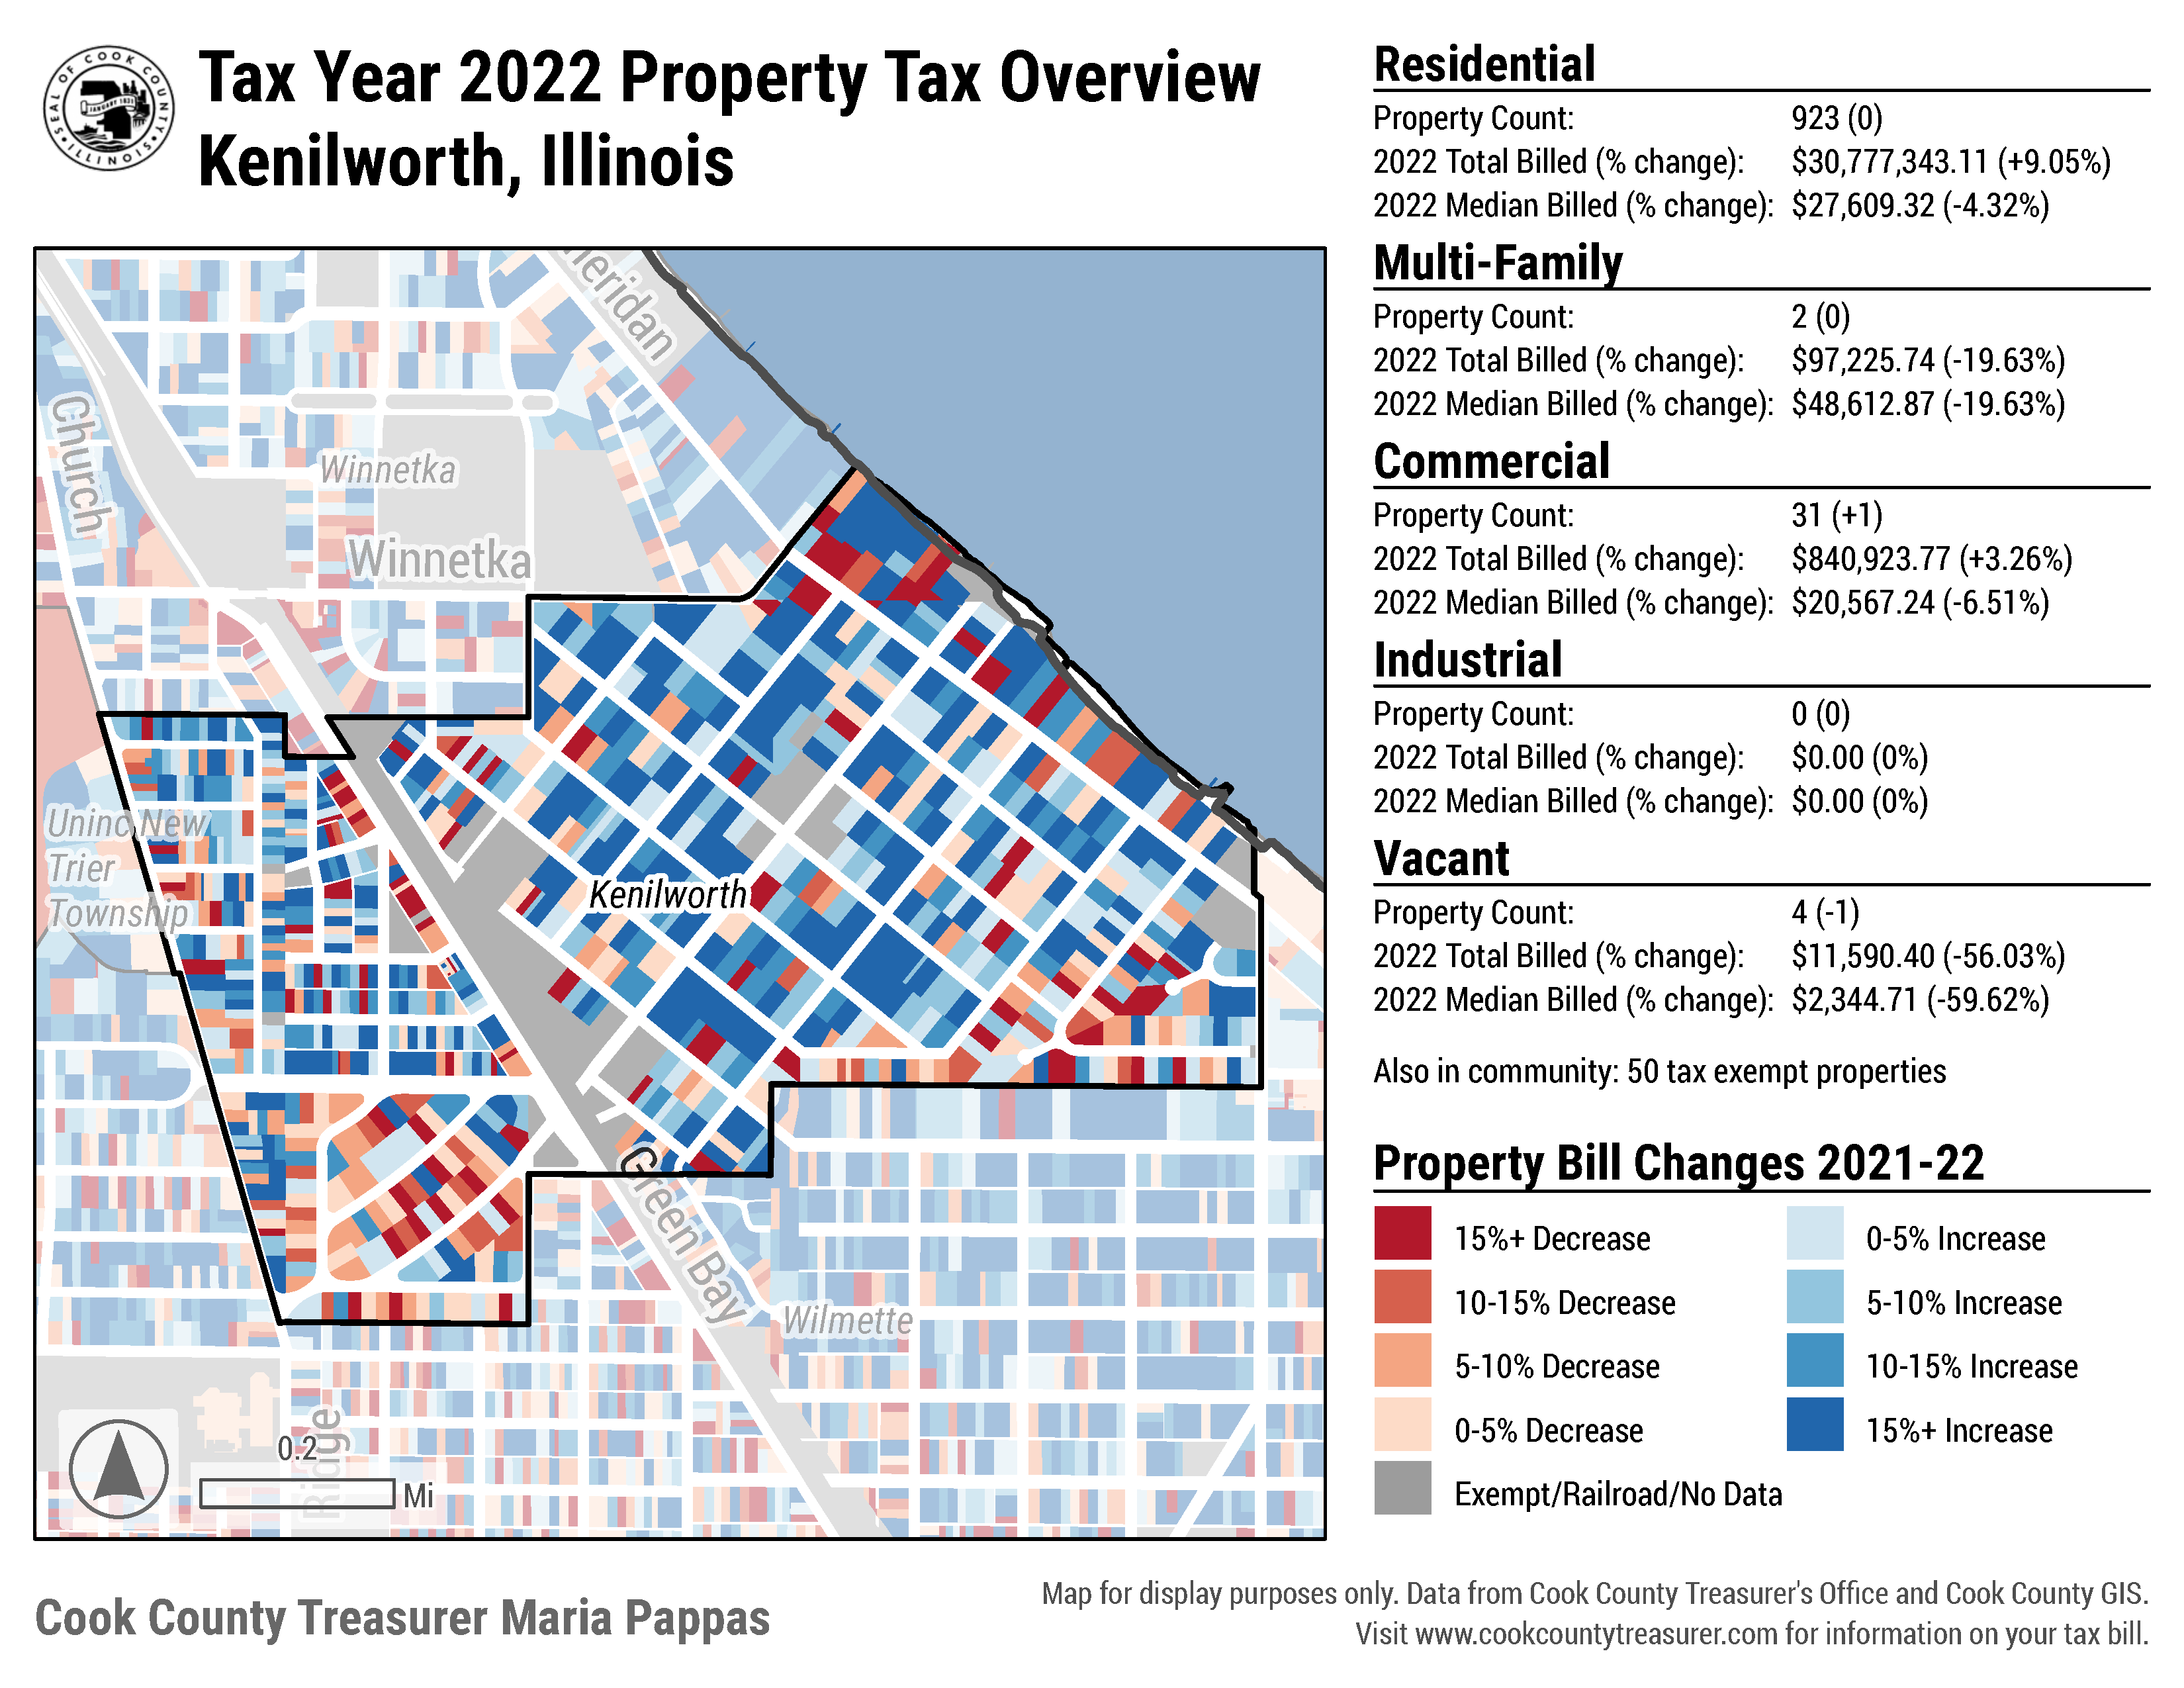 SEAL OF COOK COUNTY
JANUARY 1831
ILLINOIS
Tax Year 2022 Property Tax Overview
Kenilworth, Illinois
Residential
Property Count: 923 (0)
2022 Total Billed (% change): $30,777,343.11 (+9.05%)
2022 Median Billed (% change): $27,609.32 (-4.32%)
Multi-Family
Property Count: 2 (0)
2022 Total Billed (% change): $97,225.74 (-19.63%)
2022 Median Billed (% change): $48,612.87 (-19.63%)
Commercial
Property Count: 31 (+1)
2022 Total Billed (% change): $840,923.77 (+3.26%)
2022 Median Billed (% change): $20,567.24 (-6.51%)
Industrial
Property Count: 0 (0)
2022 Total Billed (% change): $0.00 (0%)
2022 Median Billed (% change): $0.00 (0%)
Vacant
Property Count: 4 (-1)
2022 Total Billed (% change): $11,590.40 (-56.03%)
2022 Median Billed (% change): $2,344.71 (-59.62%)
Also in community: 50 tax exempt properties
Property Bill Changes 2021-22
15%+ Decrease
0-5% Increase
10-15% Decrease
5-10% Increase
5-10% Decrease
10-15% Increase
0-5% Decrease
15%+ Increase
Exempt/Railroad/No Data
eridan
Church
Winnetka
Winnetka
Uninc New
Trier
Township
Kenilworth
Green Bay
Wilmette
Ridge
0.2
Mi
Cook County Treasurer Maria Pappas
Map for display purposes only. Data from Cook County Treasurer's Office and Cook County GIS.
Visit www.cookcountytreasurer.com for information on your tax bill.